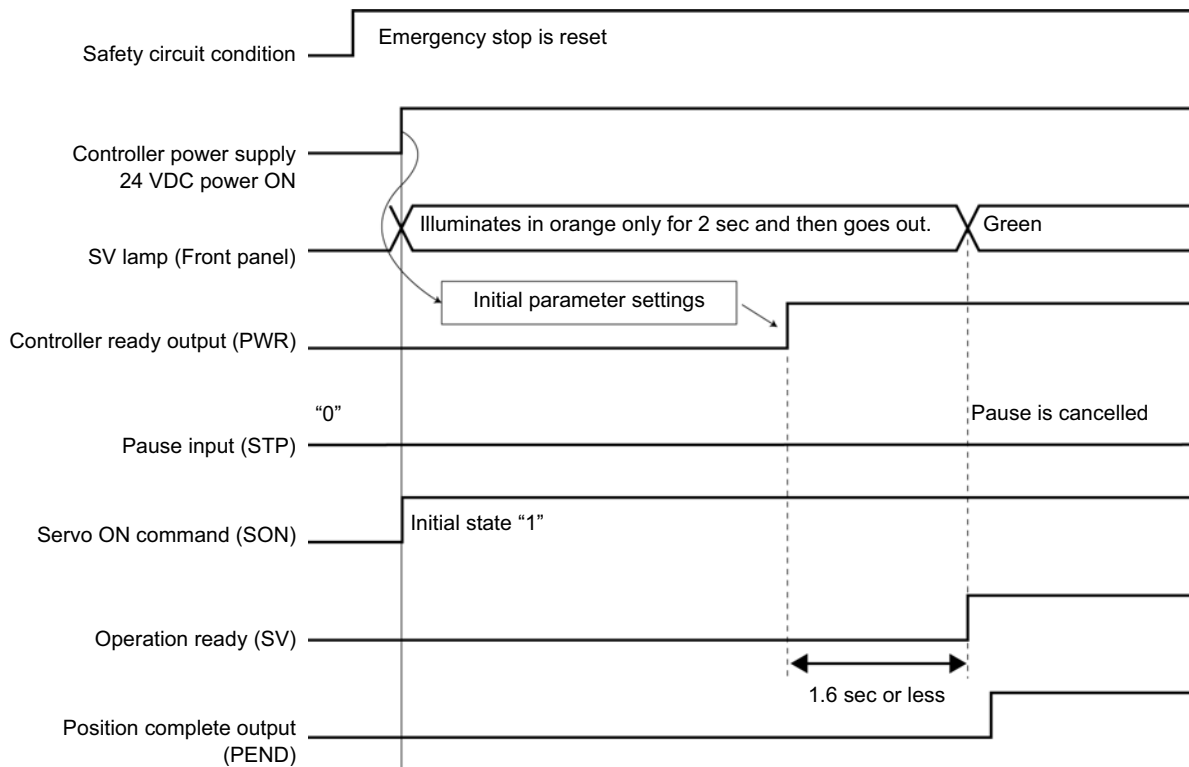 Safety circuit condition
Emergency stop is reset
Controller power supply
24 VDC power ON
SV lamp (Front panel)
Illuminates in orange only for 2 sec and then goes out.
Green
Initial parameter settings
Controller ready output (PWR)
“0”
Pause is cancelled
Pause input (STP)
Initial state “1”
Servo ON command (SON)
Operation ready (SV)
1.6 sec or less
Position complete output
(PEND)